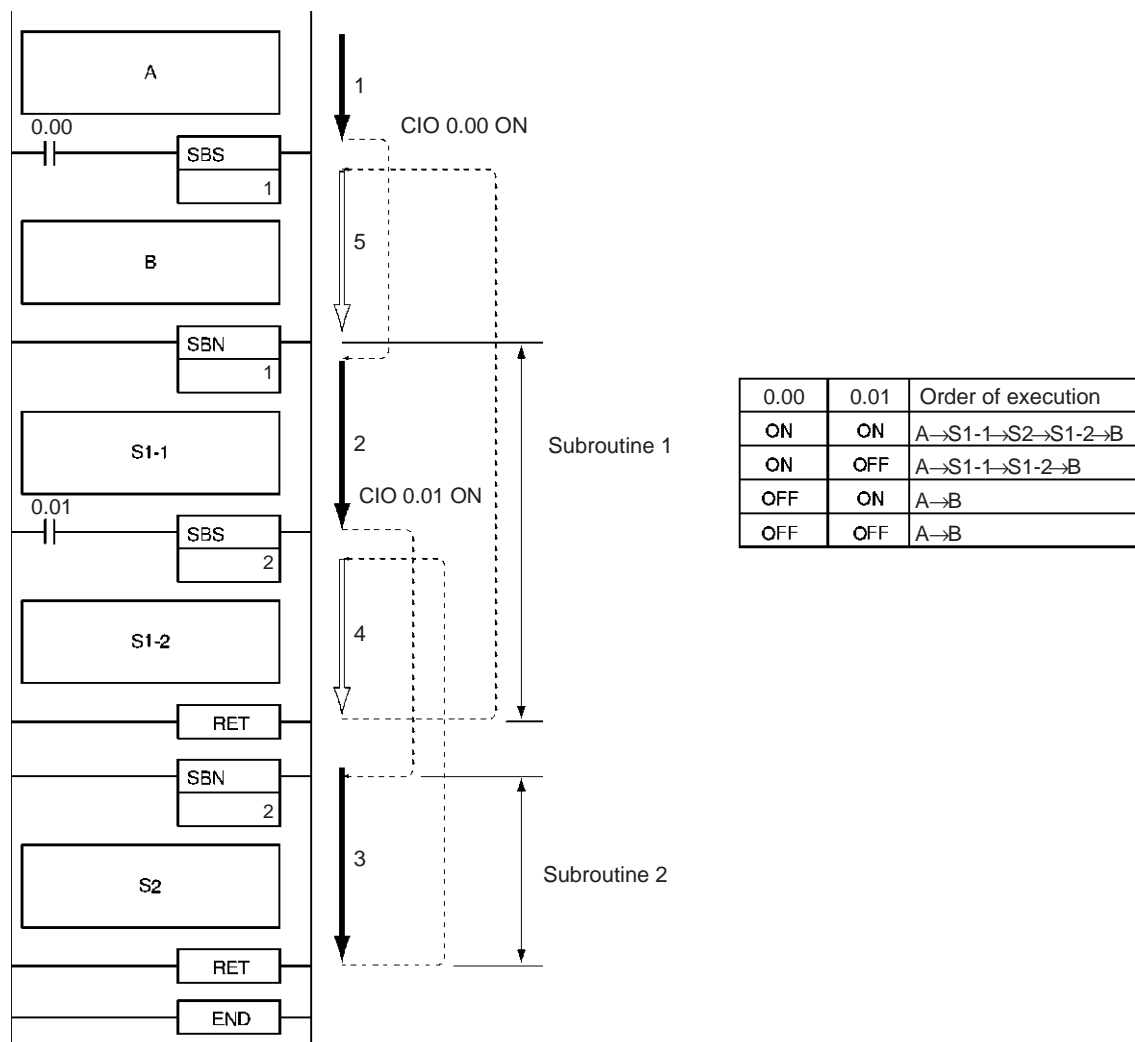 A
1
0.00
CIO 0.00 ON
SBS
1
5
B
SBN
1
S1-1
2
Subroutine 1
0.01
CIO 0.01 ON
SBS
2
S1-2
4
RET
SBN
2
3
S2
Subroutine 2
RET
END
0.00 0.01 Order of execution
ON ON A→S1-1→S2→S1-2→B
ON OFF A→S1-1→S1-2→B
OFF ON A→B
OFF OFF A→B